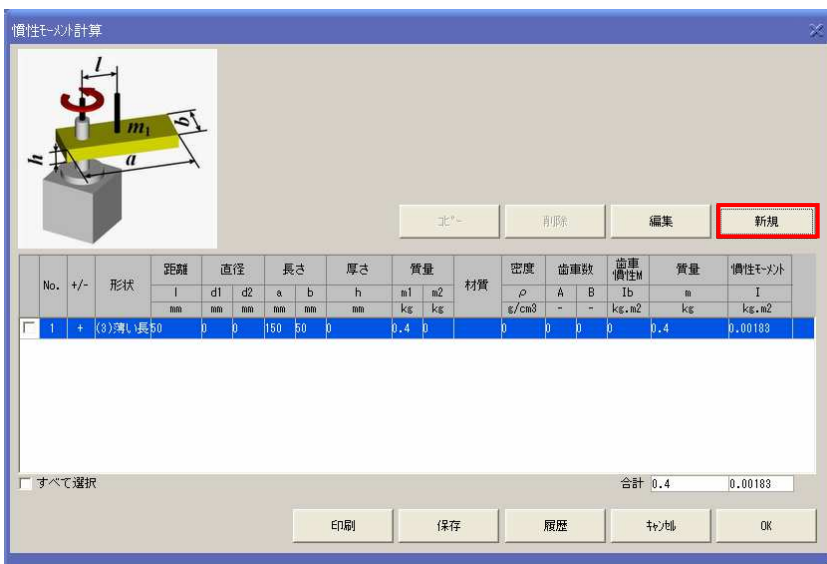 慣性ﾓｰﾒﾝﾄ計算
l
m1
b
h
a
ｺﾋﾟｰ 削除 編集 新規
No. +/- 形状 距離 直径 長さ 厚さ 質量 材質 密度 歯車数 歯車慣性M 質量 慣性ﾓｰﾒﾝﾄ
l d1 d2 a b h m1 m2 ρ A B Ib m I
mm mm mm mm mm mm kg kg g/cm3 - - kg.m2 kg kg.m2
1 + (3)薄い長 50 0 0 150 50 0 0.4 0 0 0 0 0 0.4 0.00183
すべて選択 合計 0.4 0.00183
印刷 保存 履歴 ｷｬﾝｾﾙ OK